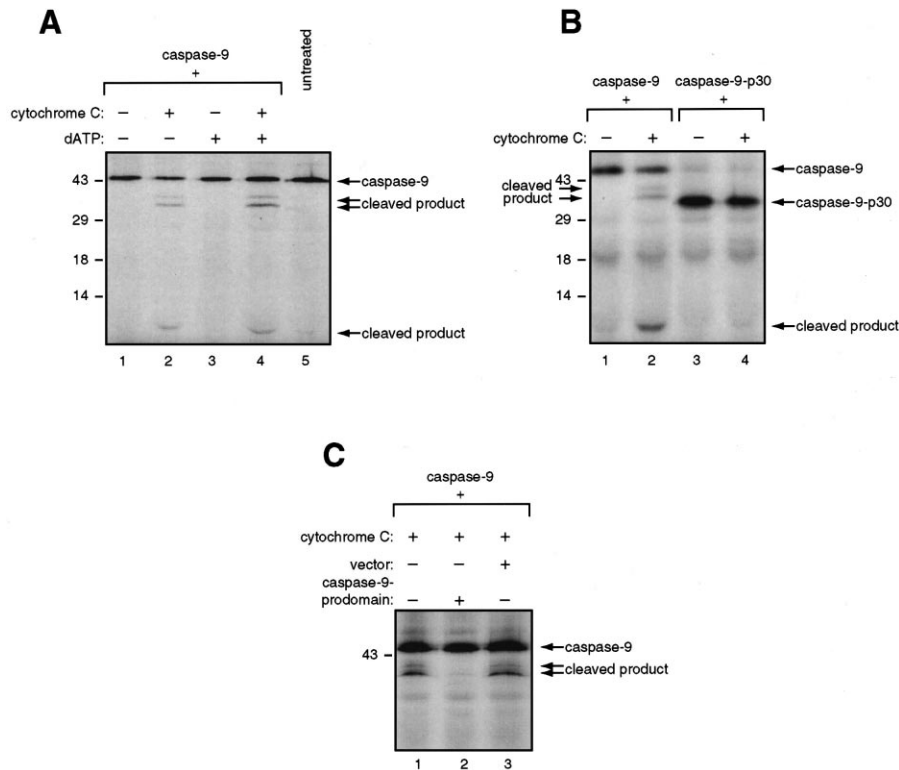 A
caspase-9
+
untreated
cytochrome C: – + – +
dATP: – – + +
43 –
29 –
18 –
14 –
caspase-9
cleaved product
cleaved product
1 2 3 4 5
B
caspase-9 caspase-9-p30
+ +
cytochrome C: – + – +
43 –
29 –
18 –
14 –
cleaved
product
caspase-9
caspase-9-p30
cleaved product
1 2 3 4
C
caspase-9
+
cytochrome C: + + +
vector: – – +
caspase-9-
prodomain: – + –
43 –
caspase-9
cleaved product
1 2 3